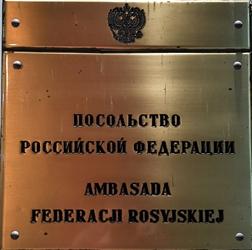 ПОСОЛЬСТВО
РОССИЙСКОЙ ФЕДЕРАЦИИ
AMBASADA
FEDERACJI ROSYJSKIEJ